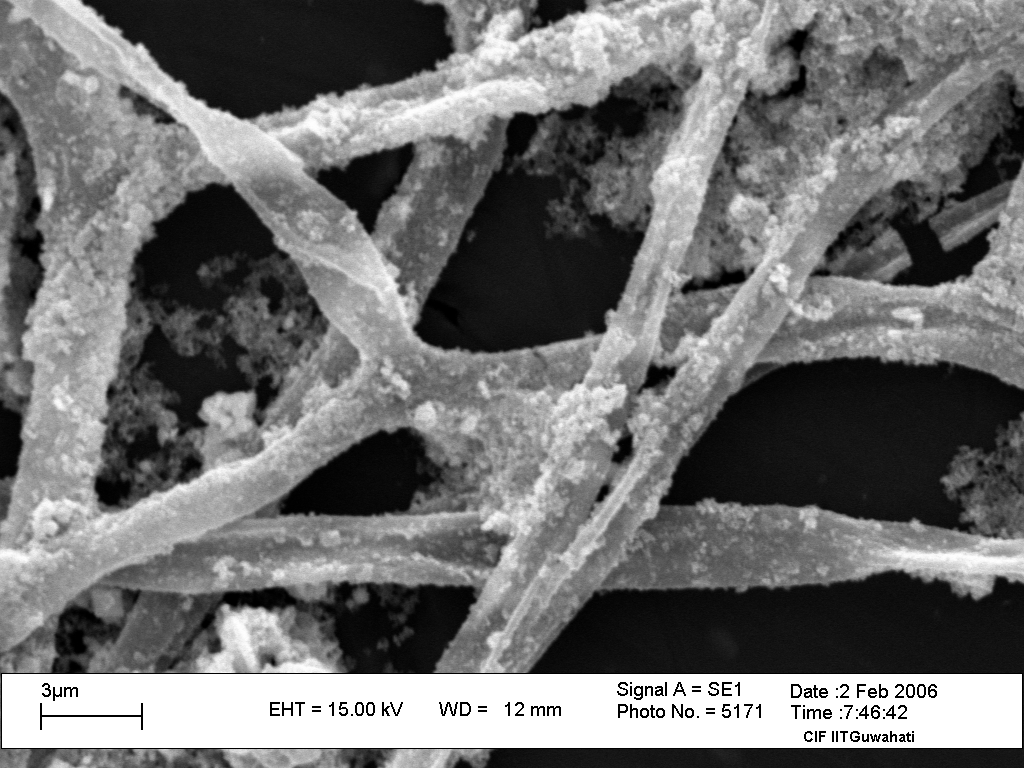 3µm
EHT = 15.00 kV WD = 12 mm
Signal A = SE1
Photo No. = 5171
Date :2 Feb 2006
Time :7:46:42
CIF IITGuwahati